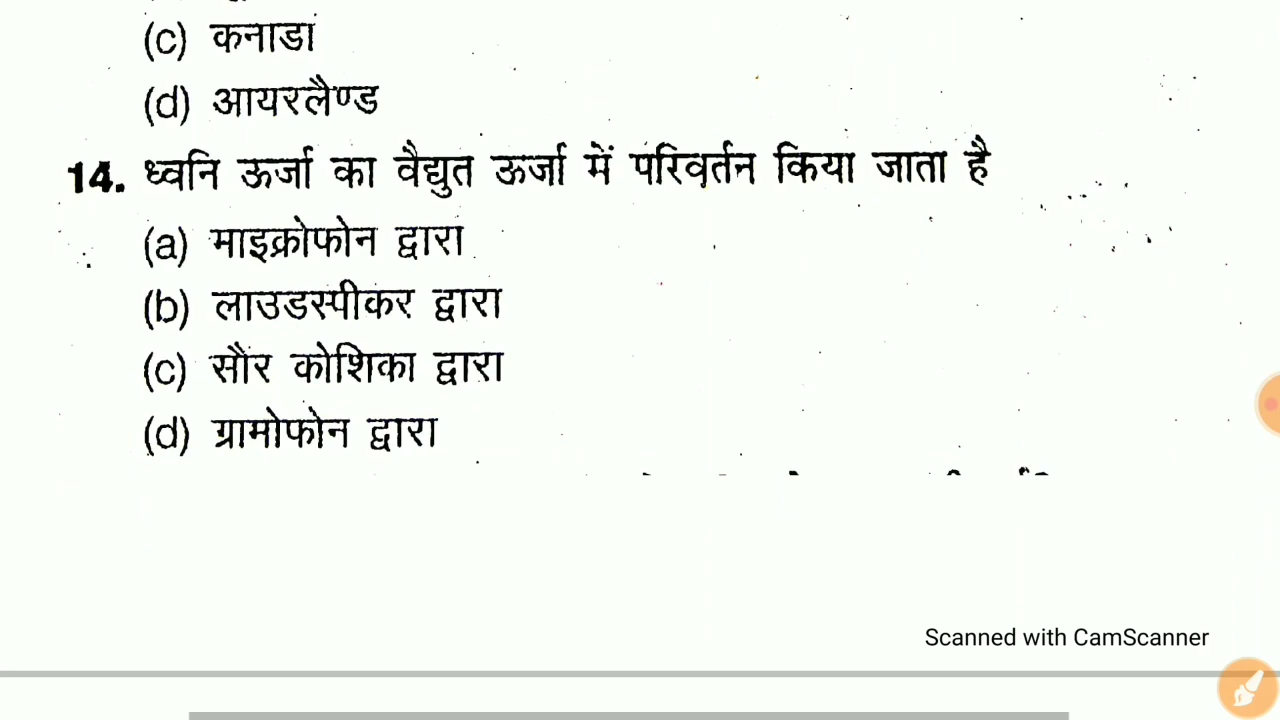 (c) कनाडा
(d) आयरलैण्ड
14. ध्वनि ऊर्जा का वैद्युत ऊर्जा में परिवर्तन किया जाता है
(a) माइक्रोफोन द्वारा
(b) लाउडस्पीकर द्वारा
(c) सौर कोशिका द्वारा
(d) ग्रामोफोन द्वारा
Scanned with CamScanner